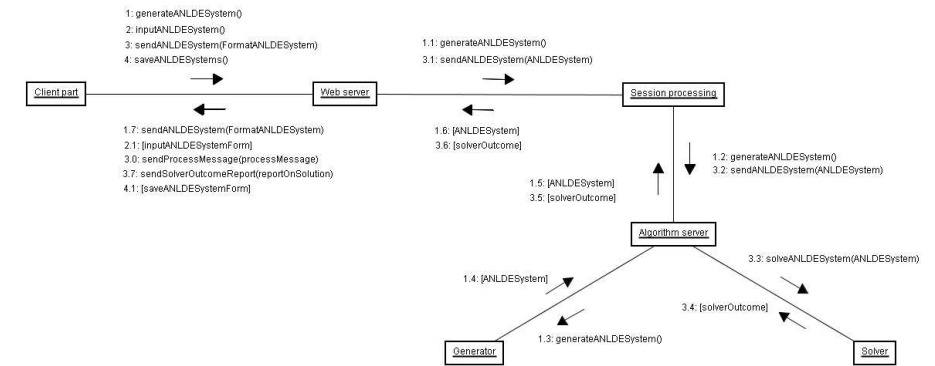 1: generateANLDESystem()
2: inputANLDESystem()
3: sendANLDESystem(FormatANLDESystem)
4: saveANLDESystems()
1.1: generateANLDESystem()
3.1: sendANLDESystem(ANLDESystem)
Client part
Web server
Session processing
1.7: sendANLDESystem(FormatANLDESystem)
2.1: [inputANLDESystemForm]
3.0: sendProcessMessage(processMessage)
3.7: sendSolverOutcomeReport(reportOnSolution)
4.1: [saveANLDESystemForm]
1.6: [ANLDESystem]
3.6: [solverOutcome]
1.2: generateANLDESystem()
3.2: sendANLDESystem(ANLDESystem)
1.5: [ANLDESystem]
3.5: [solverOutcome]
Algorithm server
3.3: solveANLDESystem(ANLDESystem)
1.4: [ANLDESystem]
3.4: [solverOutcome]
1.3: generateANLDESystem()
Generator
Solver